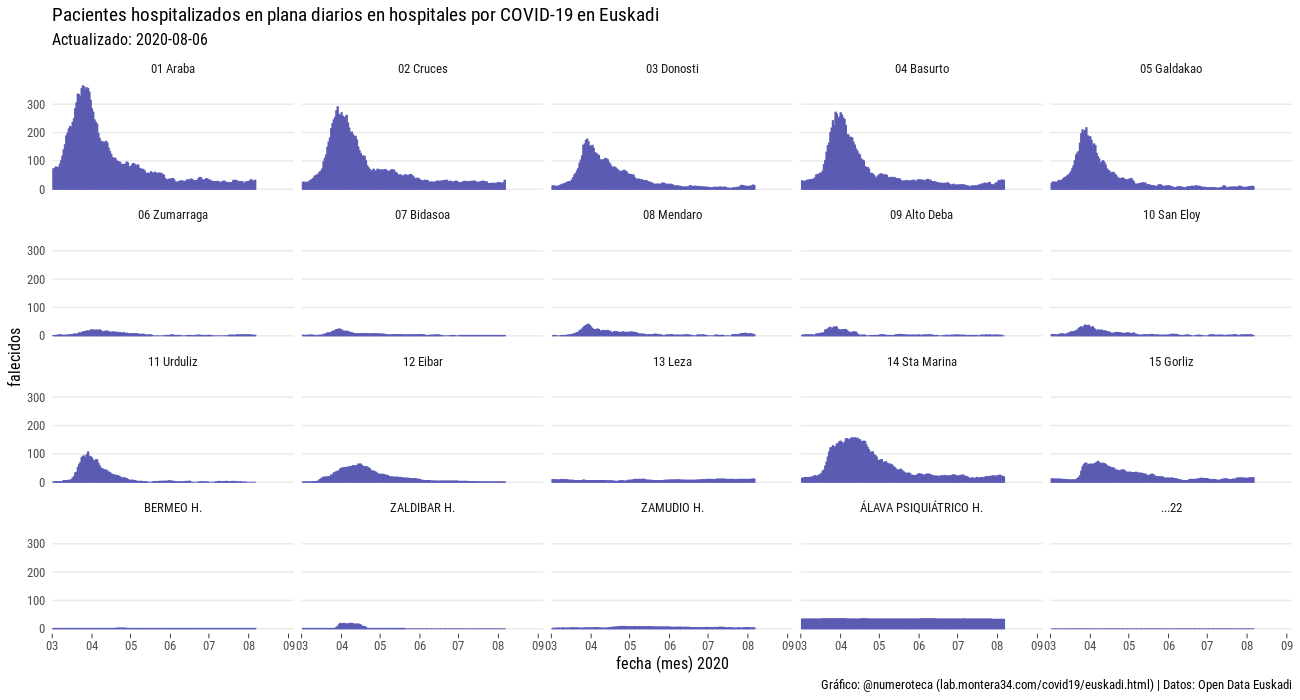 Pacientes hospitalizados en plana diarios en hospitales por COVID-19 en Euskadi
Actualizado: 2020-08-06
01 Araba 02 Cruces 03 Donosti 04 Basurto 05 Galdakao
300
200
100
0
06 Zumarraga 07 Bidasoa 08 Mendaro 09 Alto Deba 10 San Eloy
300
200
100
0
falecidos
11 Urduliz 12 Eibar 13 Leza 14 Sta Marina 15 Gorliz
300
200
100
0
BERMEO H. ZALDIBAR H. ZAMUDIO H. ÁLAVA PSIQUIÁTRICO H. ...22
300
200
100
0
03 04 05 06 07 08 09 03 04 05 06 07 08 09 03 04 05 06 07 08 09 03 04 05 06 07 08 09 03 04 05 06 07 08 09
fecha (mes) 2020
Gráfico: @numeroteca (lab.montera34.com/covid19/euskadi.html) | Datos: Open Data Euskadi